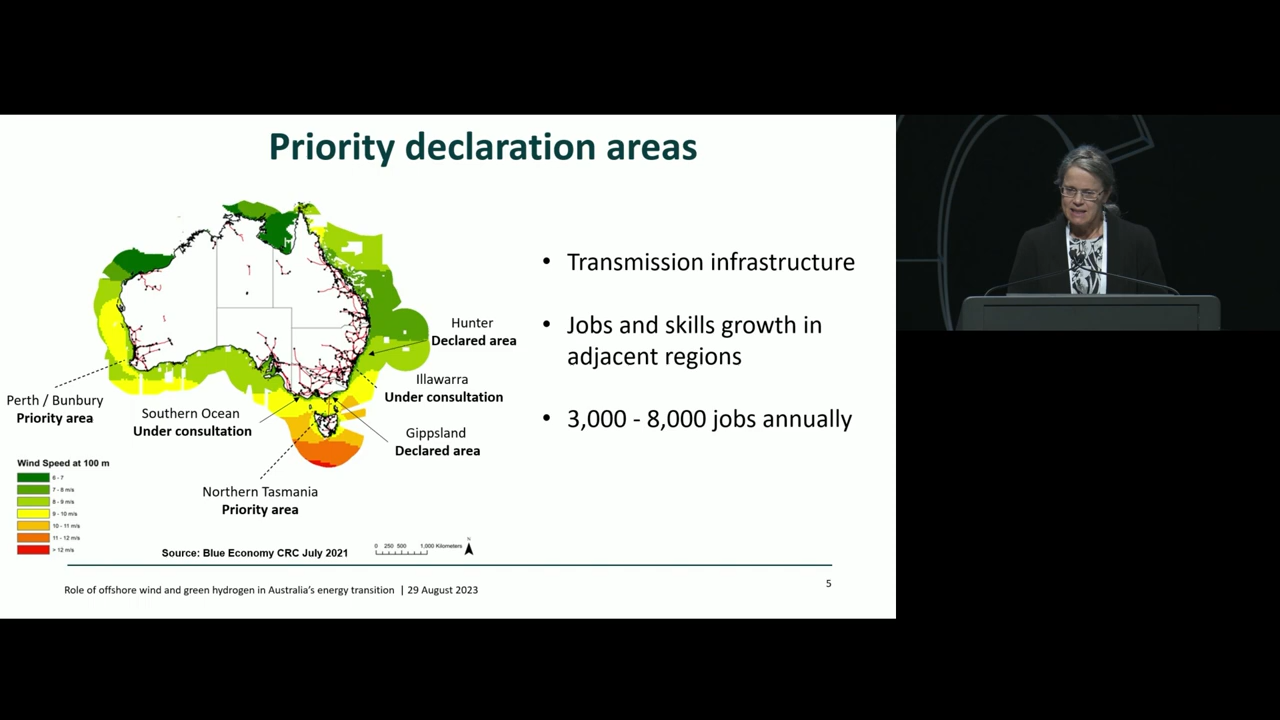 Priority declaration areas
• Transmission infrastructure
• Jobs and skills growth in
adjacent regions
• 3,000 - 8,000 jobs annually
Hunter
Declared area
Illawarra
Under consultation
Gippsland
Declared area
Perth / Bunbury
Priority area
Southern Ocean
Under consultation
Northern Tasmania
Priority area
Wind Speed at 100 m
6 - 7
7 - 8 m/s
8 - 9 m/s
9 - 10 m/s
10 - 11 m/s
11 - 12 m/s
> 12 m/s
Source: Blue Economy CRC July 2021
0 250 500 1,000 Kilometers
N
Role of offshore wind and green hydrogen in Australia's energy transition | 29 August 2023
5